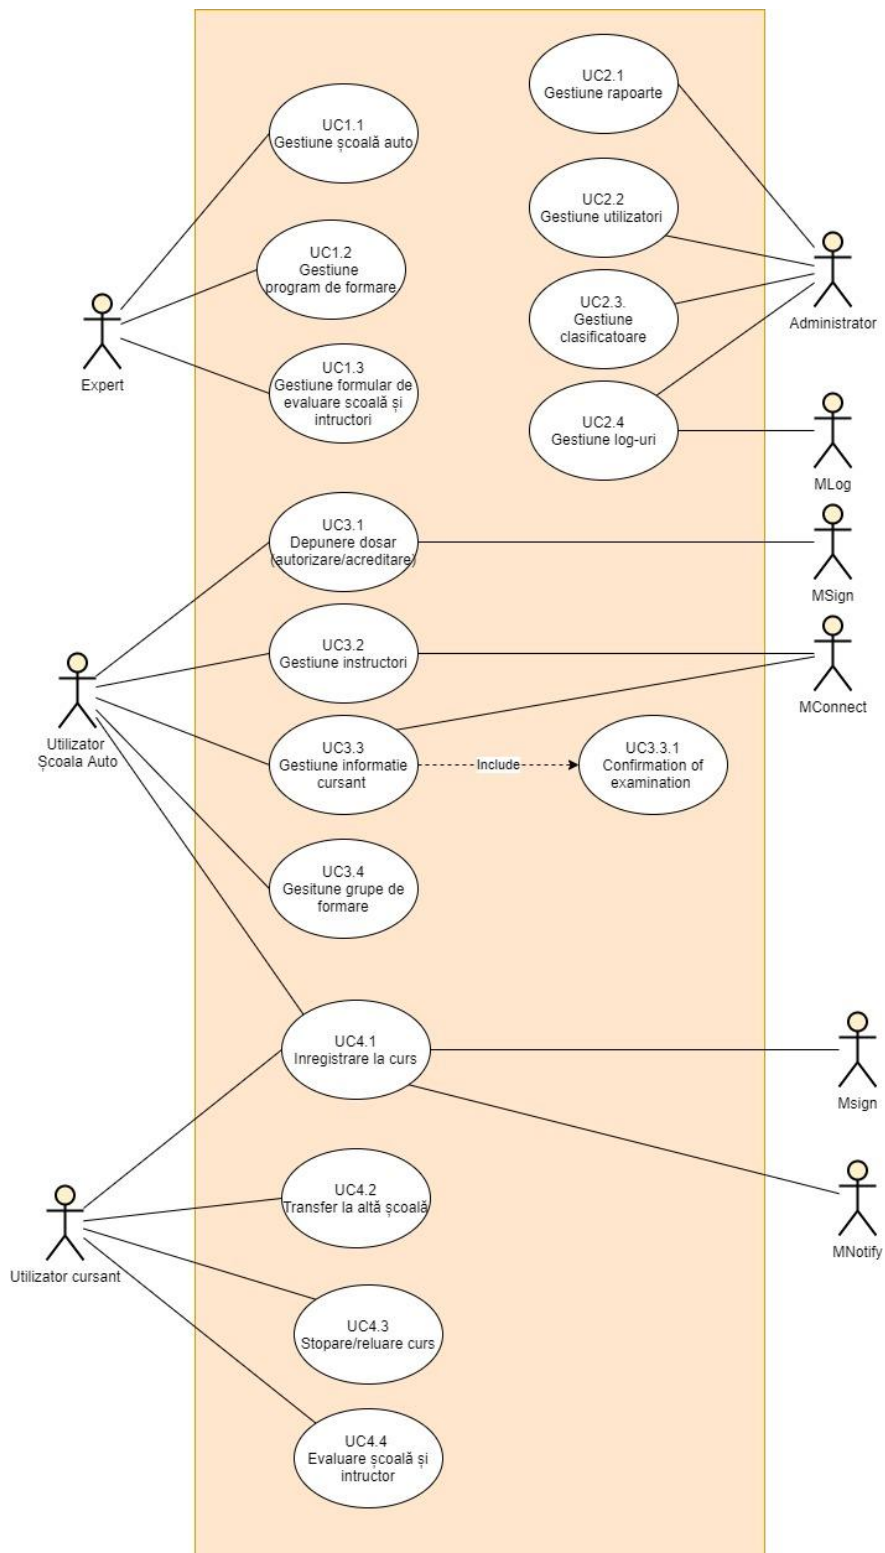 UC2.1
Gestiune rapoarte
UC1.1
Gestiune școală auto
UC2.2
Gestiune utilizatori
UC1.2
Gestiune
program de formare
UC2.3.
Gestiune
clasificatoare
Administrator
Expert
UC1.3
Gestiune formular de
evaluare scoală și
intructori
UC2.4
Gestiune log-uri
MLog
UC3.1
Depunere dosar
(autorizare/acreditare)
MSign
UC3.2
Gestiune instructori
MConnect
Utilizator
Școala Auto
UC3.3
Gestiune informatie
cursant
Include
UC3.3.1
Confirmation of
examination
UC3.4
Gesitune grupe de
formare
UC4.1
Inregistrare la curs
Msign
UC4.2
Transfer la altă școală
MNotify
Utilizator cursant
UC4.3
Stopare/reluare curs
UC4.4
Evaluare școală și
intructor